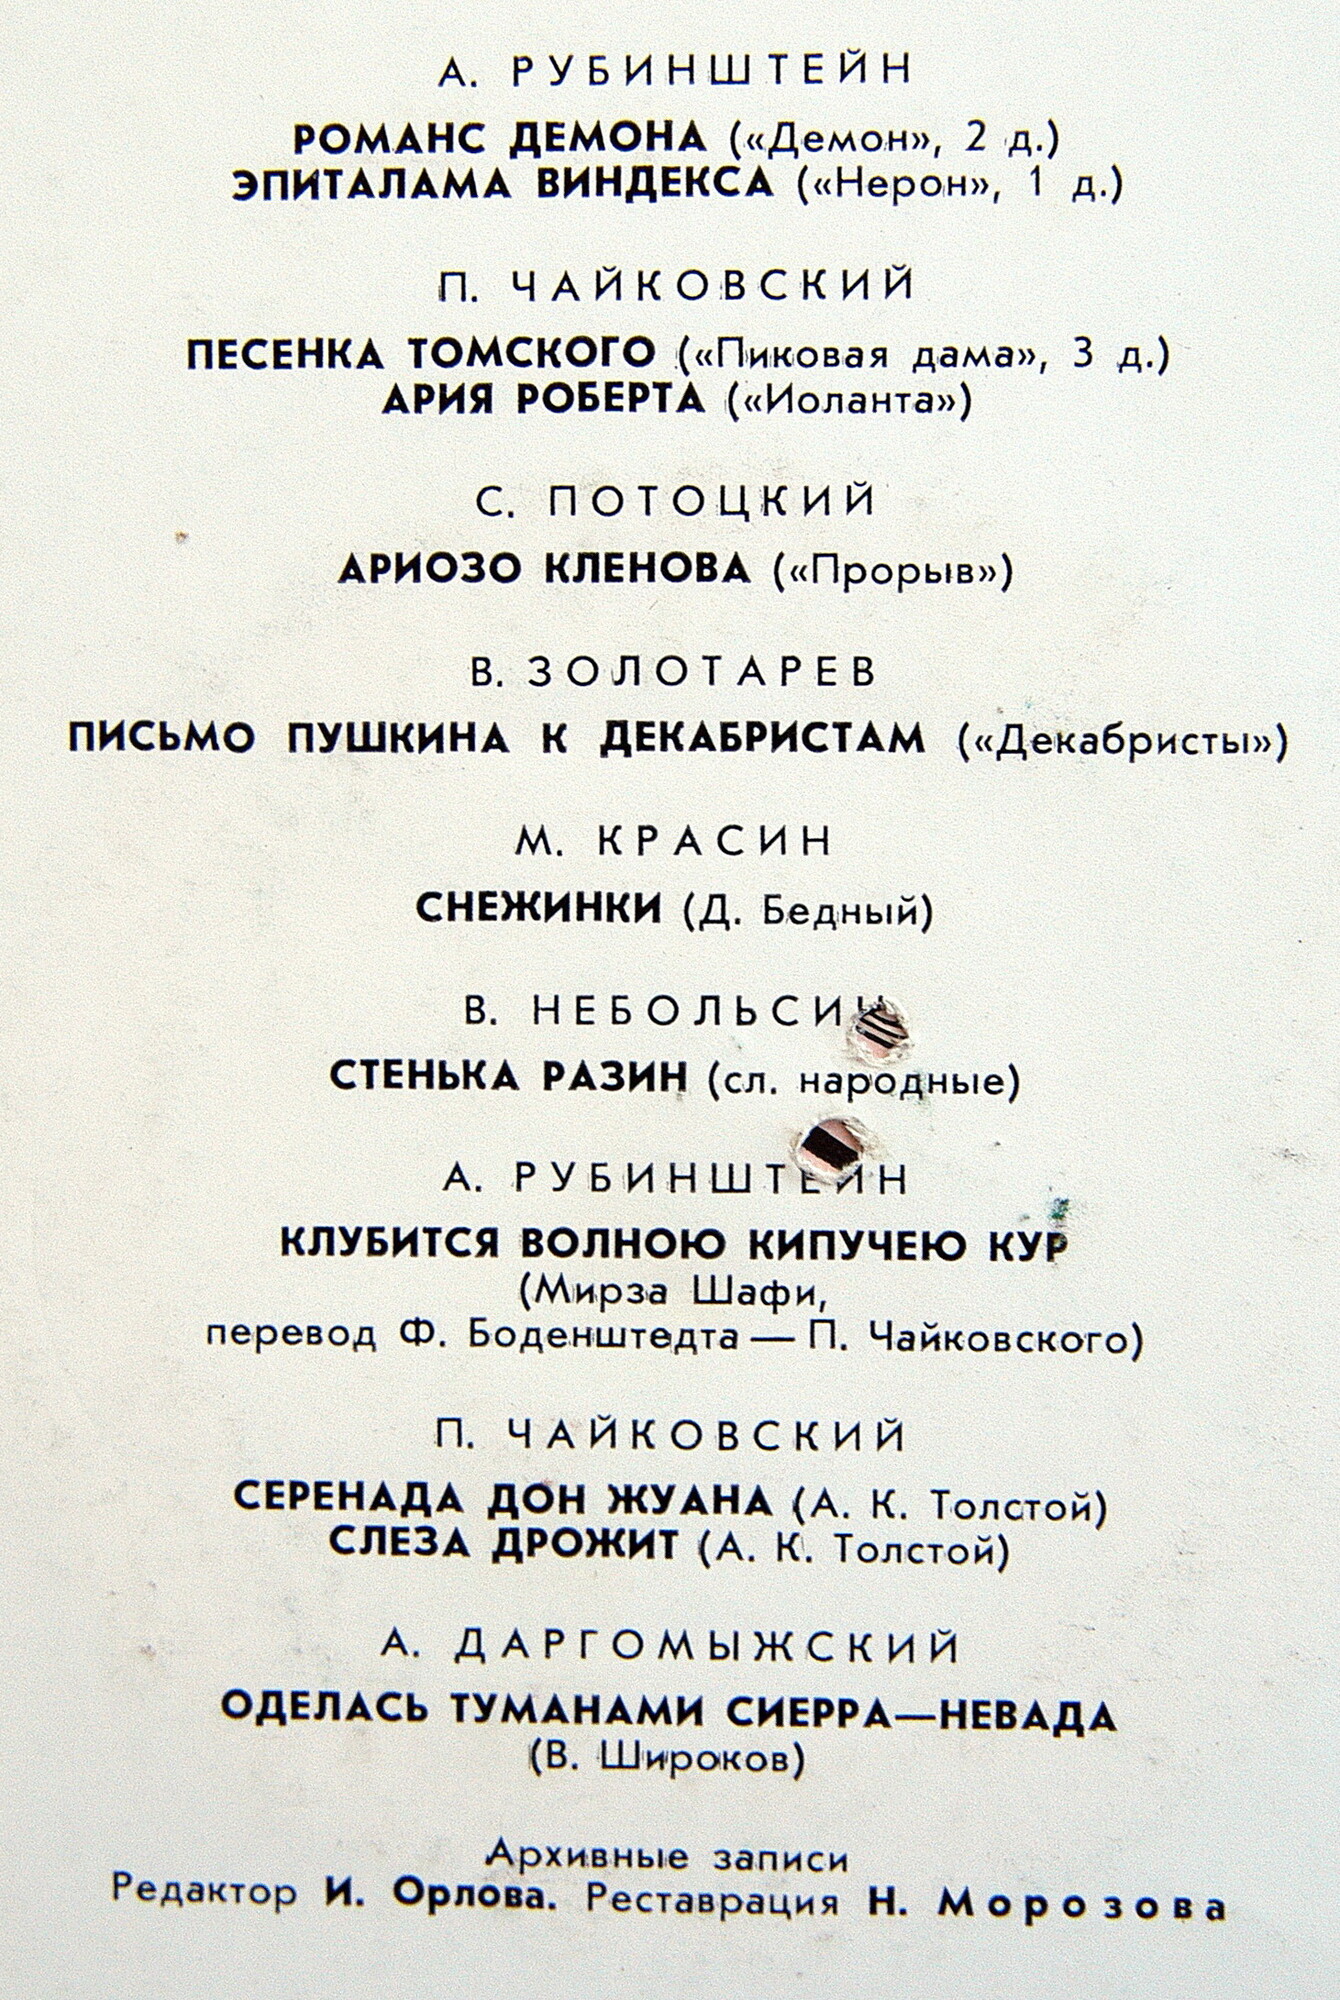 А. РУБИНШТЕЙН
РОМАНС ДЕМОНА («Демон», 2 д.)
ЭПИТАЛАМА ВИНДЕКСА («Нерон», 1 д.)
П. ЧАЙКОВСКИЙ
ПЕСЕНКА ТОМСКОГО («Пиковая дама», 3 д.)
АРИЯ РОБЕРТА («Иоланта»)
С. ПОТОЦКИЙ
АРИОЗО КЛЕНОВА («Прорыв»)
В. ЗОЛОТАРЕВ
ПИСЬМО ПУШКИНА К ДЕКАБРИСТАМ («Декабристы»)
М. КРАСИН
СНЕЖИНКИ (Д. Бедный)
В. НЕБОЛЬСИН
СТЕНЬКА РАЗИН (сл. народные)
А. РУБИНШТЕЙН
КЛУБИТСЯ ВОЛНОЮ КИПУЧЕЮ КУР
(Мирза Шафи,
перевод Ф. Боденштедта — П. Чайковского)
П. ЧАЙКОВСКИЙ
СЕРЕНАДА ДОН ЖУАНА (А. К. Толстой)
СЛЕЗА ДРОЖИТ (А. К. Толстой)
А. ДАРГОМЫЖСКИЙ
ОДЕЛАСЬ ТУМАНАМИ СИЕРРА—НЕВАДА
(В. Широков)
Архивные записи
Редактор И. Орлова. Реставрация Н. Морозова